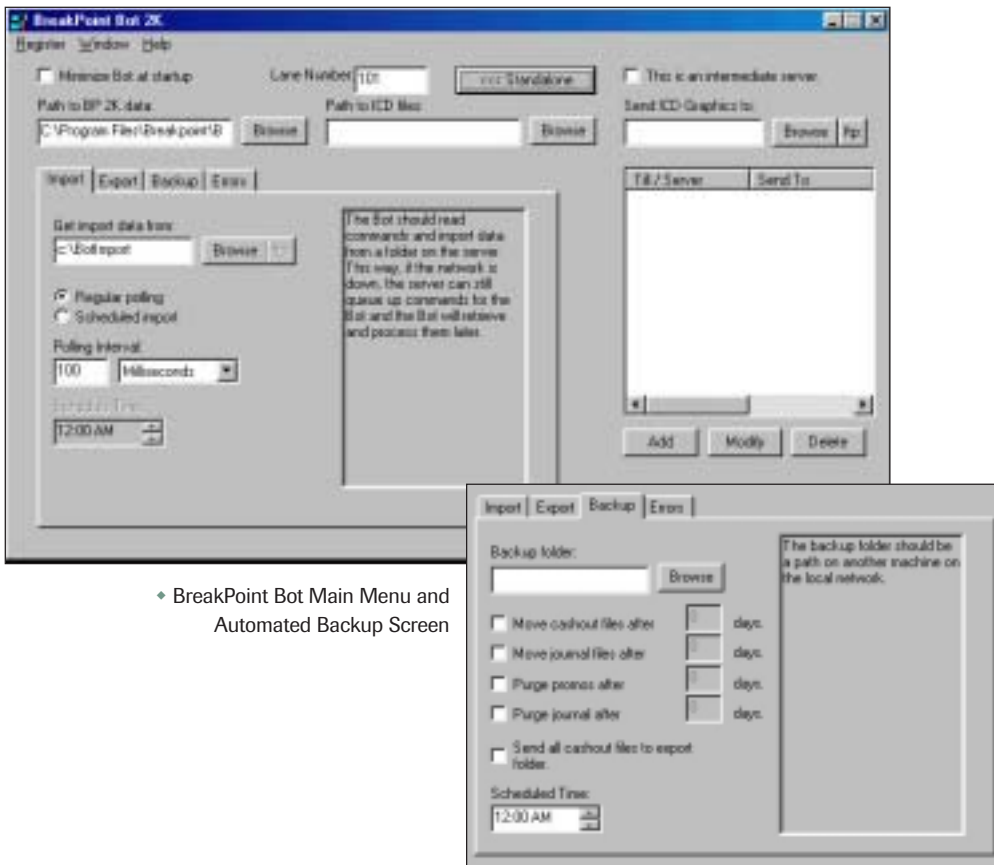 BreakPoint Bot 2K
Register Window Help
Minimize Bot at startup
Lane Number: 101
<<< Standalone
This is an intermediate server.
Path to BP 2K data:
Path to ICD files:
Send ICD Graphics to:
C:\Program Files\Breakpoint\B
Browse
Browse
Browse
ftp
Import Export Backup Errors
Till / Server Send To
Get import data from:
c:\BotImport
Browse
Regular polling
Scheduled import
Polling Interval:
100 Milliseconds
Scheduled Time:
12:00 AM
The Bot should read
commands and import data
from a folder on the server.
This way, if the network is
down, the server can still
queue up commands for the
Bot and the Bot will retrieve
and process them later.
Add Modify Delete
Import Export Backup Errors
Backup folder:
Browse
Move cashout files after days.
Move journal files after days.
Purge promos after days.
Purge journal after days.
Send all cashout files to export
folder.
Scheduled Time:
12:00 AM
The backup folder should be
a path on another machine on
the local network.
BreakPoint Bot Main Menu and
Automated Backup Screen